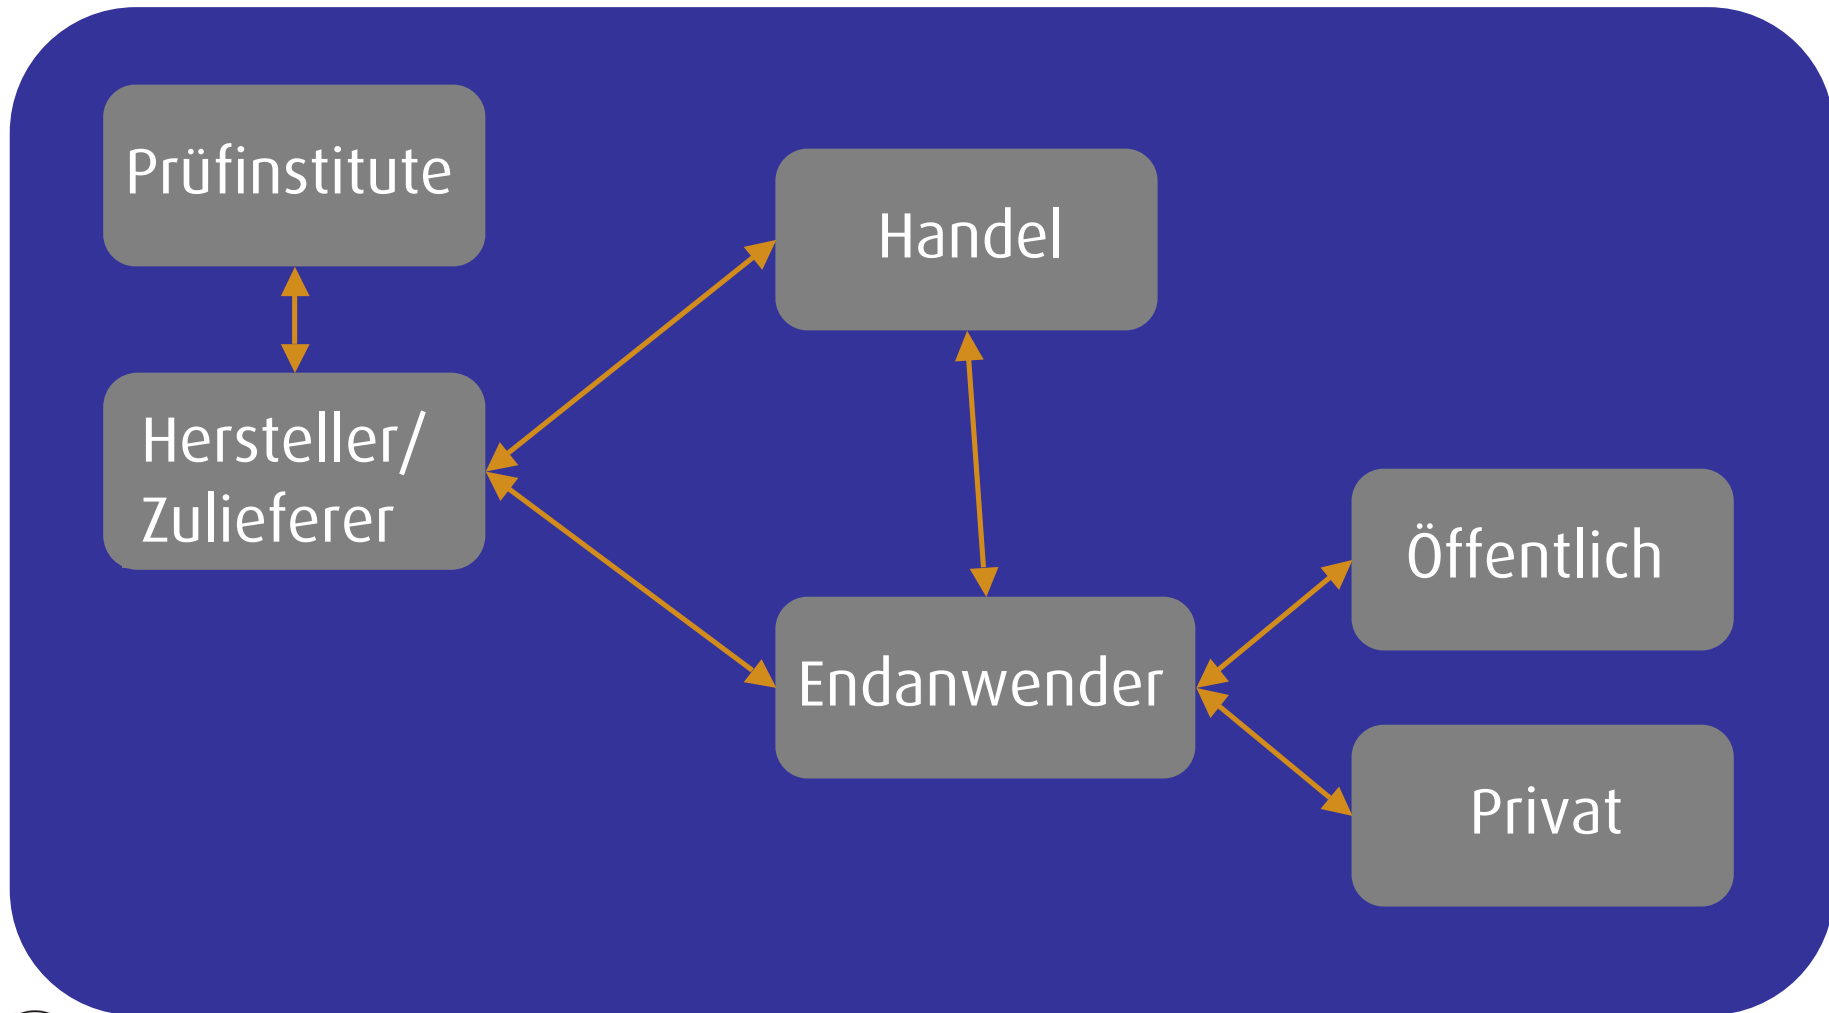 Prüfinstitute
Handel
Hersteller/
Zulieferer
Öffentlich
Endanwender
Privat